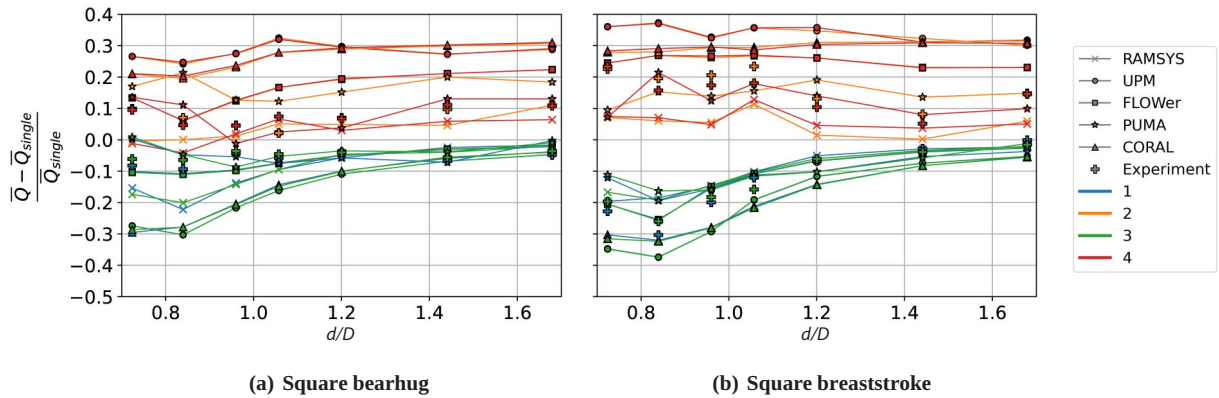 0.4
0.3
0.2
0.1
0.0
−0.1
−0.2
−0.3
−0.4
−0.5
Q̅ − Q̅single
Q̅single
0.8 1.0 1.2 1.4 1.6
d/D
0.8 1.0 1.2 1.4 1.6
d/D
RAMSYS
UPM
FLOWer
PUMA
CORAL
Experiment
1
2
3
4
(a) Square bearhug
(b) Square breaststroke